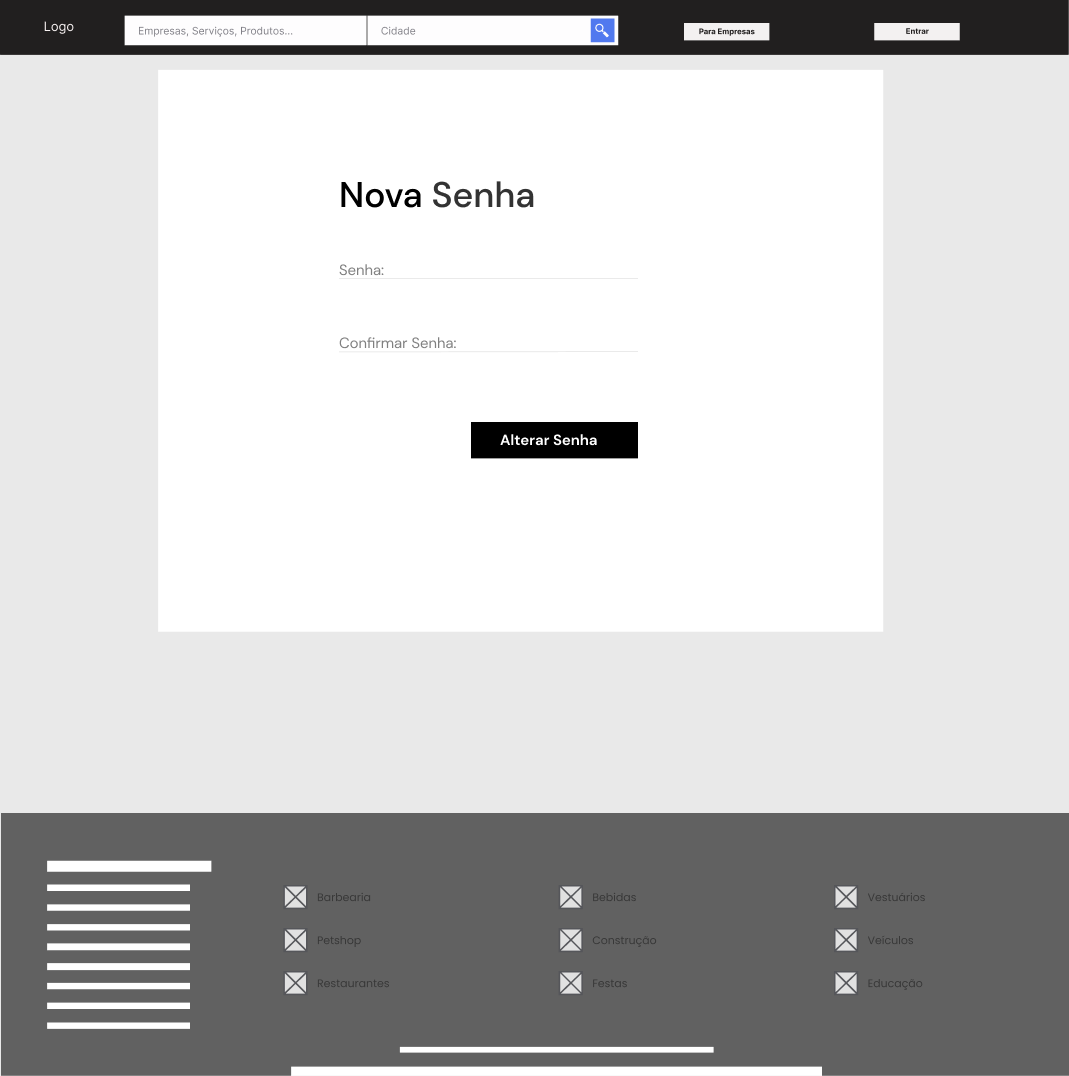 Logo
Empresas, Serviços, Produtos...
Cidade
Para Empresas
Entrar
Nova Senha
Senha:
Confirmar Senha:
Alterar Senha
Barbearia
Bebidas
Vestuários
Petshop
Construção
Veiculos
Restaurantes
Festas
Educação